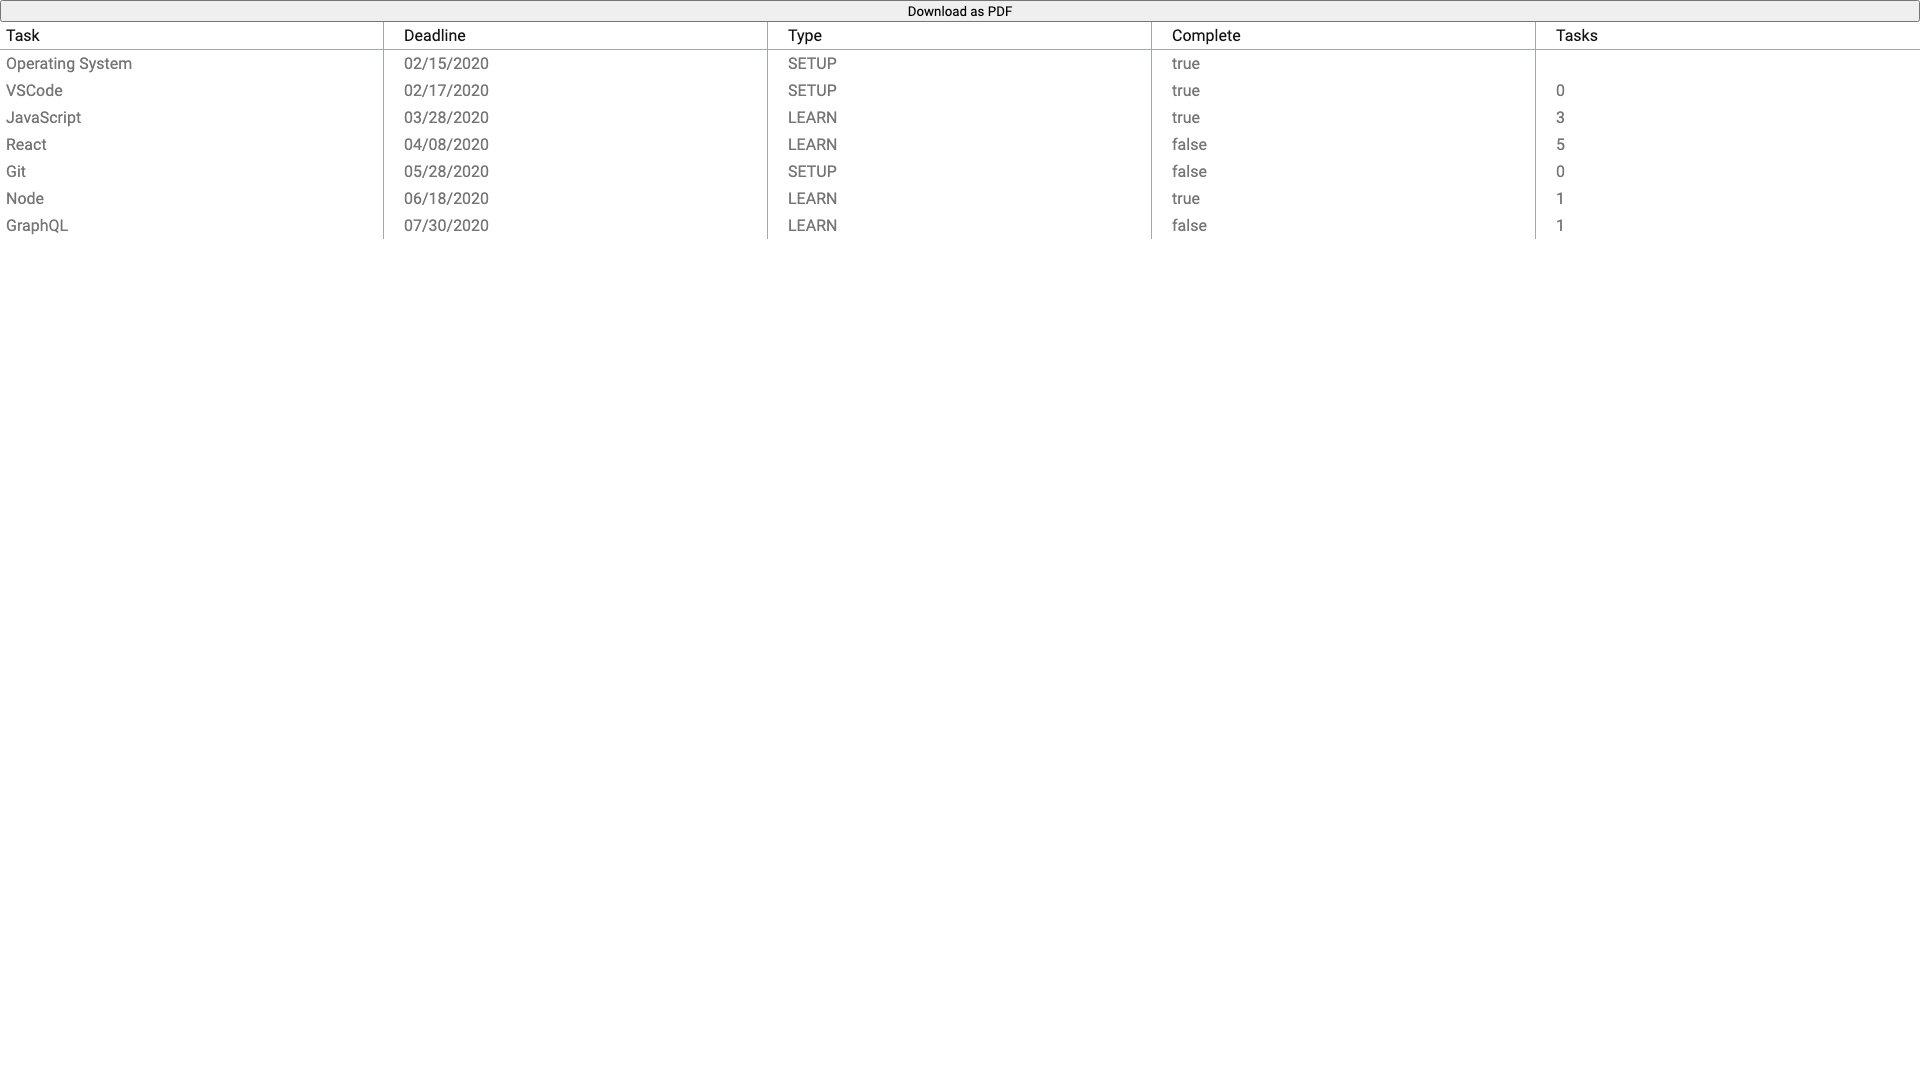 Download as PDF
Task Deadline Type Complete Tasks
Operating System 02/15/2020 SETUP true
VSCode 02/17/2020 SETUP true 0
JavaScript 03/28/2020 LEARN true 3
React 04/08/2020 LEARN false 5
Git 05/28/2020 SETUP false 0
Node 06/18/2020 LEARN true 1
GraphQL 07/30/2020 LEARN false 1